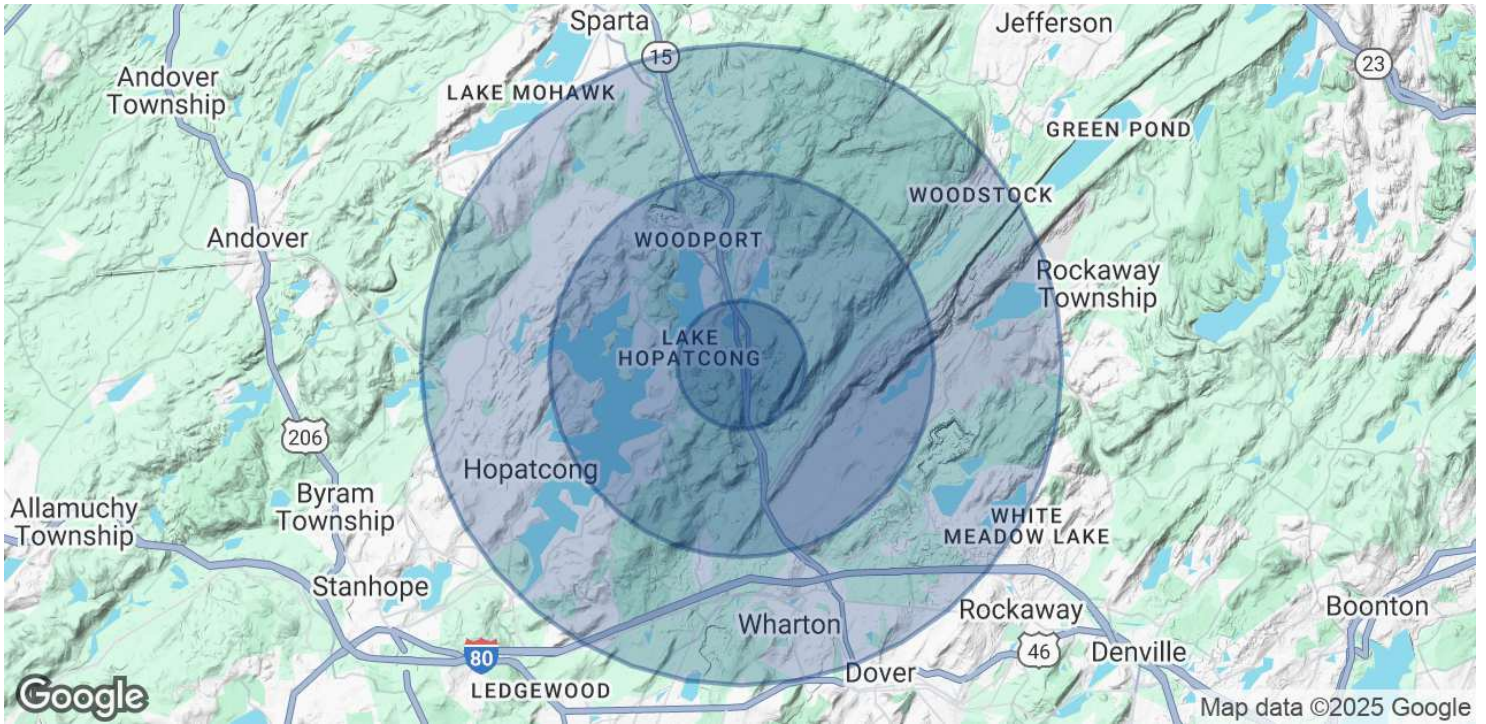 Sparta
Jefferson
15
23
Andover
Township
LAKE MOHAWK
GREEN POND
WOODSTOCK
Andover
WOODPORT
Rockaway
Township
LAKE
HOPATCONG
206
Hopatcong
Byram
Township
Allamuchy
Township
WHITE
MEADOW LAKE
Stanhope
Rockaway
Boonton
Wharton
46
Denville
80
Dover
LEDGEWOOD
Google
Map data ©2025 Google